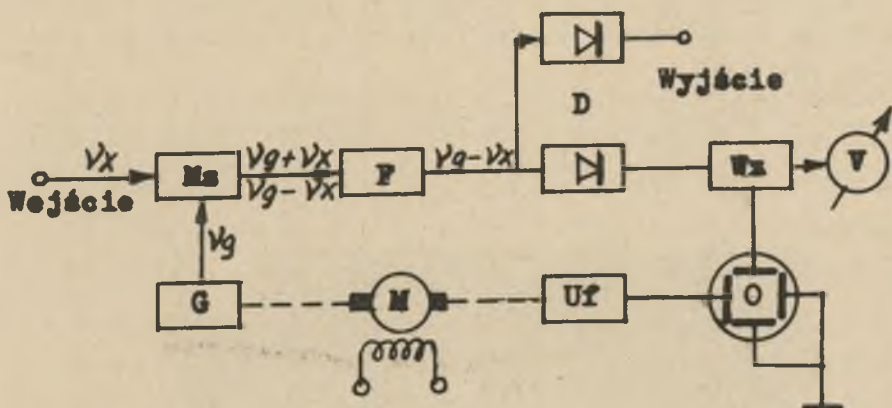 Wyjście
D
νx
Ms
νg+νx
νg-νx
F
νg-νx
Wz
V
Wejście
νg
G
M
Uf
O